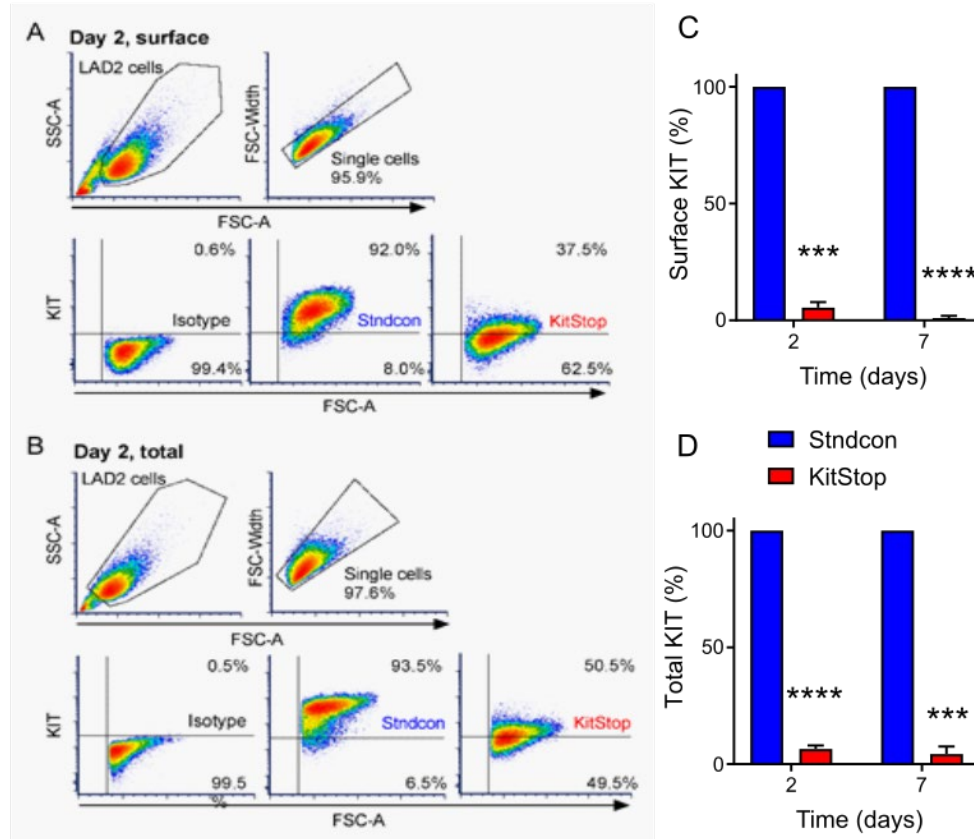 A
Day 2, surface
LAD2 cells
SSC-A
FSC-Width
Single cells
95.9%
FSC-A
KIT
0.6%
Isotype
99.4%
92.0%
Stndcon
8.0%
37.5%
KitStop
62.5%
FSC-A
B
Day 2, total
LAD2 cells
SSC-A
FSC-Width
Single cells
97.6%
FSC-A
KIT
0.5%
Isotype
99.5
%
93.5%
Stndcon
6.5%
50.5%
KitStop
49.5%
FSC-A
C
Surface KIT (%)
100
50
0
***
****
2
7
Time (days)
Stndcon
KitStop
D
Total KIT (%)
100
50
0
****
***
2
7
Time (days)